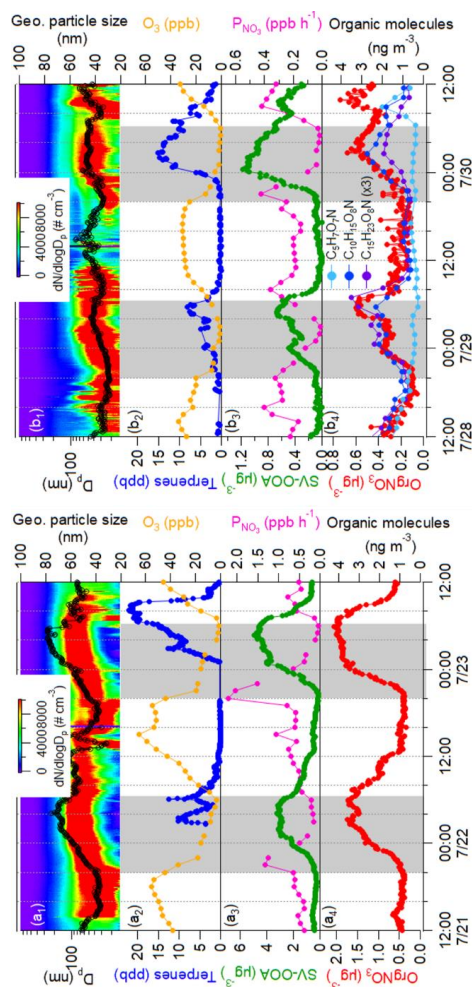 Geo. particle size
(nm)
(a₁)
0 4000 8000
dN/dlogDp (# cm⁻³)
Dp (nm)
100
100
80
60
40
20
(a₂)
Terpenes (ppb)
20
15
10
5
0
O₃ (ppb)
80
60
40
20
0
(a₃)
SV-OOA (µg⁻³)
6
4
2
P_NO₃ (ppb h⁻¹)
2.0
1.5
1.0
0.5
0.0
(a₄)
OrgNO₃ (µg⁻³)
2.0
1.5
1.0
0.5
0.0
Organic molecules
(ng m⁻³)
4
3
2
1
0
12:00 00:00 12:00 00:00 12:00
7/21 7/22 7/23
Geo. particle size
(nm)
(b₁)
0 4000 8000
dN/dlogDp (# cm⁻³)
Dp (nm)
100
100
80
60
40
20
(b₂)
Terpenes (ppb)
20
15
10
5
0
O₃ (ppb)
80
60
40
20
0
(b₃)
SV-OOA (µg⁻³)
1.2
0.8
0.4
P_NO₃ (ppb h⁻¹)
0.6
0.4
0.2
0
(b₄)
C₆H₇O₇N
C₁₀H₁₅O₈N
C₁₅H₂₃O₈N (x3)
OrgNO₃ (µg⁻³)
0.8
0.6
0.4
0.2
0.0
Organic molecules
(ng m⁻³)
4
3
2
1
0
12:00 00:00 12:00 00:00 12:00
7/28 7/29 7/30